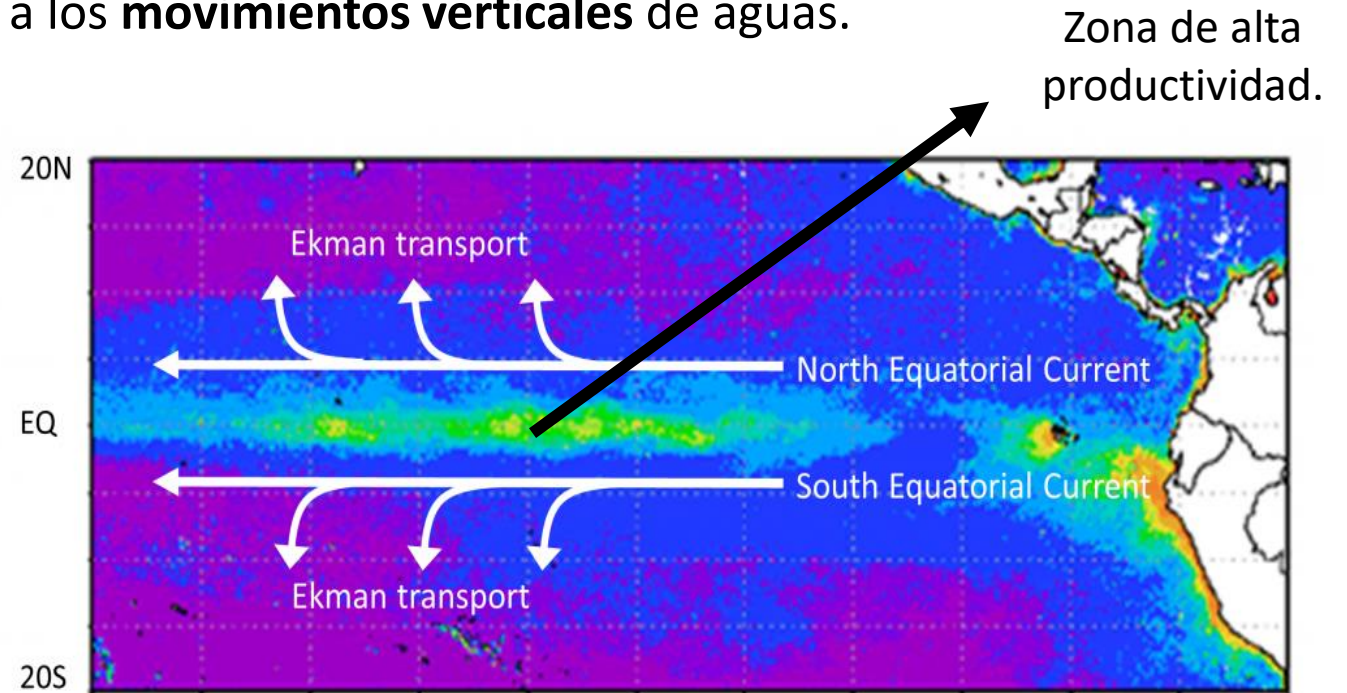 a los movimientos verticales de aguas.
Zona de alta
productividad.
20N
Ekman transport
North Equatorial Current
EQ
South Equatorial Current
Ekman transport
20S